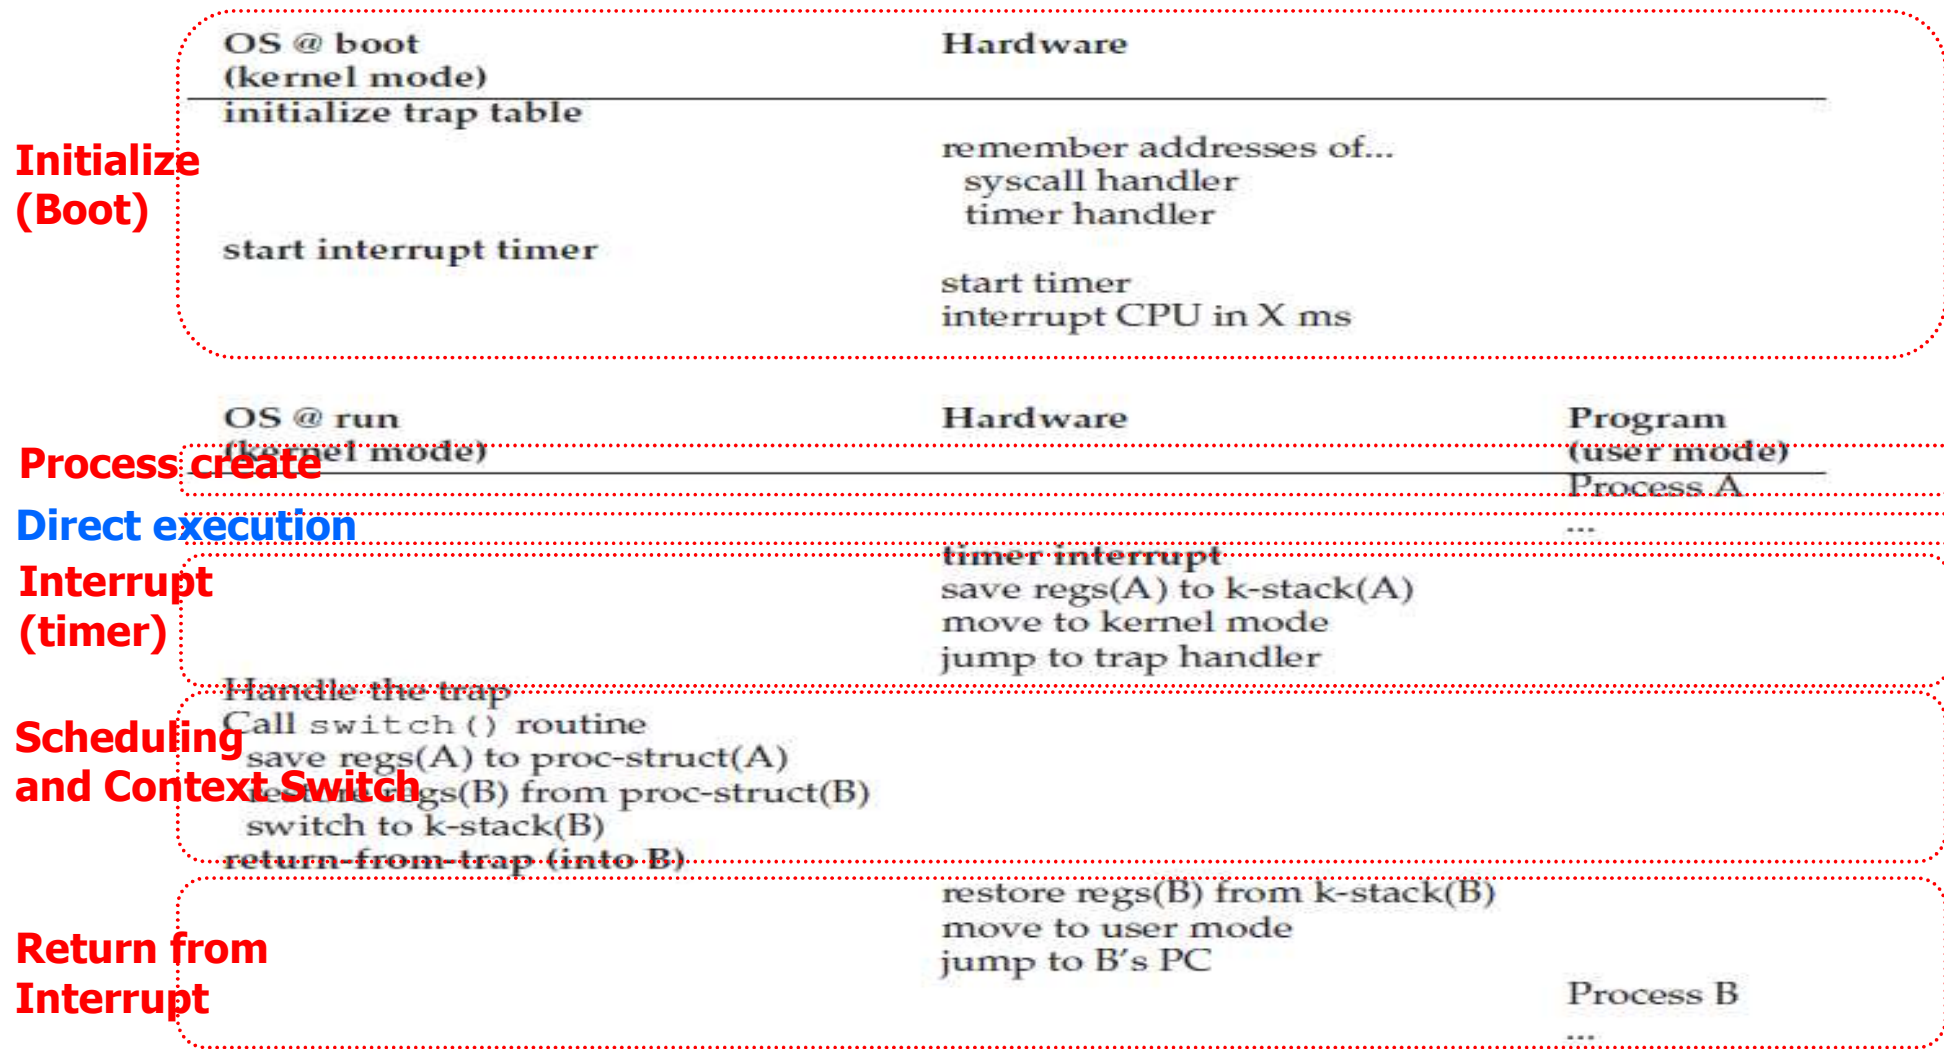 OS @ boot
(kernel mode)
Hardware
initialize trap table
Initialize
(Boot)
remember addresses of...
syscall handler
timer handler
start interrupt timer
start timer
interrupt CPU in X ms
OS @ run
(kernel mode)
Hardware
Program
(user mode)
Process create
Process A
Direct execution
...
Interrupt
(timer)
timer interrupt
save regs(A) to k-stack(A)
move to kernel mode
jump to trap handler
Scheduling
and Context Switch
Handle the trap
Call switch() routine
save regs(A) to proc-struct(A)
restore regs(B) from proc-struct(B)
switch to k-stack(B)
return-from-trap (into B)
Return from
Interrupt
restore regs(B) from k-stack(B)
move to user mode
jump to B's PC
Process B
...